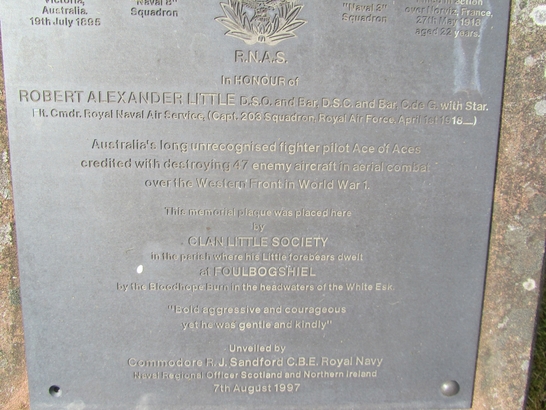 Victoria,
Australia.
19th July 1895
Naval 8"
Squadron
"Naval 3"
Squadron
over Norviz, France.
27th May 1918
aged 22 years.
R.N.A.S.
In HONOUR of
ROBERT ALEXANDER LITTLE D.S.O. and Bar, D.S.C. and Bar, C.de G. with Star.
Flt. Cmdr. Royal Naval Air Service, (Capt. 203 Squadron, Royal Air Force, April 1st 1918__)
Australia's long unrecognised fighter pilot Ace of Aces
credited with destroying 47 enemy aircraft in aerial combat
over the Western Front in World War 1.
This memorial plaque was placed here
by
CLAN LITTLE SOCIETY
in the parish where his Little forebears dwelt
at FOULBOGSHIEL
by the Bloodhope burn in the headwaters of the White Esk.
"Bold aggressive and courageous
yet he was gentle and kindly"
Unveiled by
Commodore R.J. Sandford C.B.E. Royal Navy
Naval Regional Officer Scotland and Northern Ireland
7th August 1997